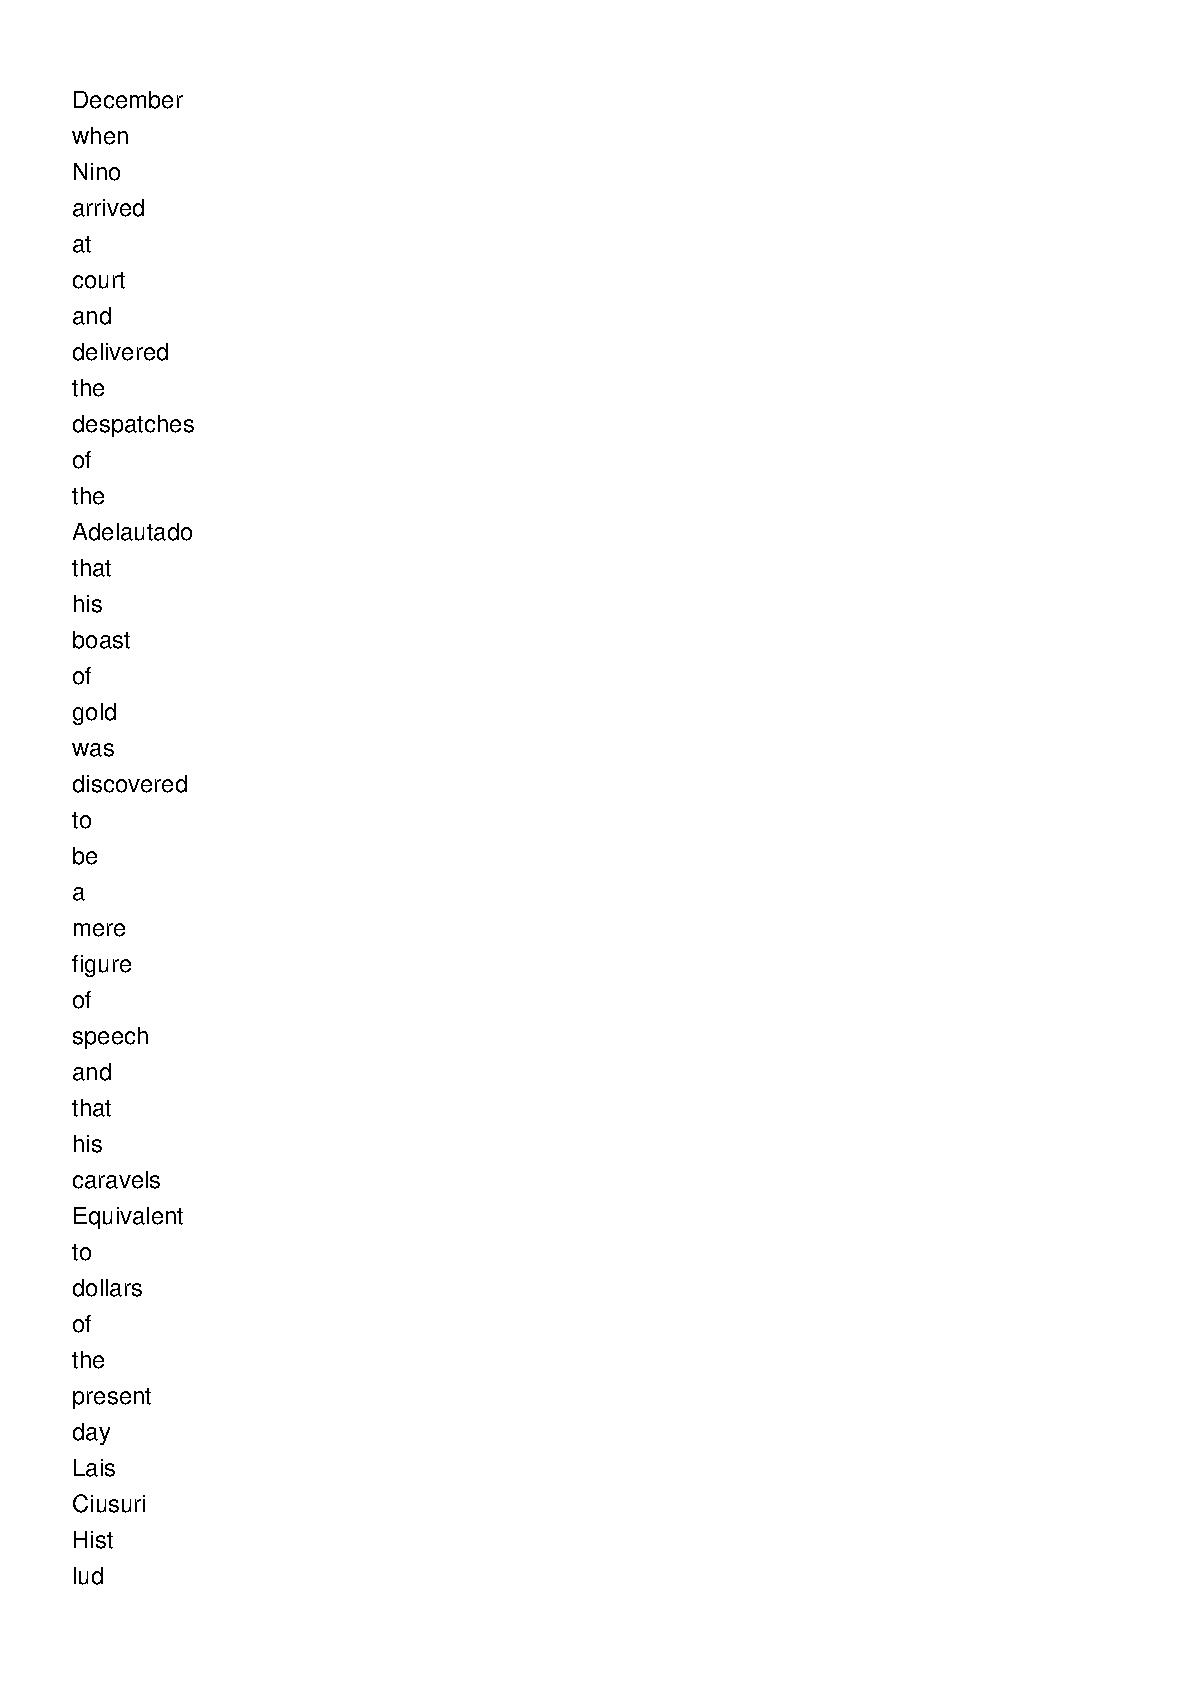 December
when
Nino
arrived
at
court
and
delivered
the
despatches
of
the
Adelautado
that
his
boast
of
gold
was
discovered
to
be
a
mere
figure
of
speech
and
that
his
caravels
Equivalent
to
dollars
of
the
present
day
Lais
Ciusuri
Hist
lud